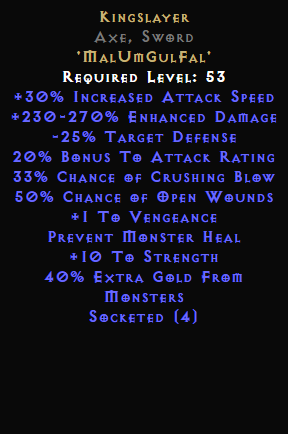 Kingslayer
Axe, Sword
'MalUmGulFal'
Required Level: 53
+30% Increased Attack Speed
+230-270% Enhanced Damage
-25% Target Defense
20% Bonus To Attack Rating
33% Chance of Crushing Blow
50% Chance of Open Wounds
+1 To Vengeance
Prevent Monster Heal
+10 To Strength
40% Extra Gold From
Monsters
Socketed (4)